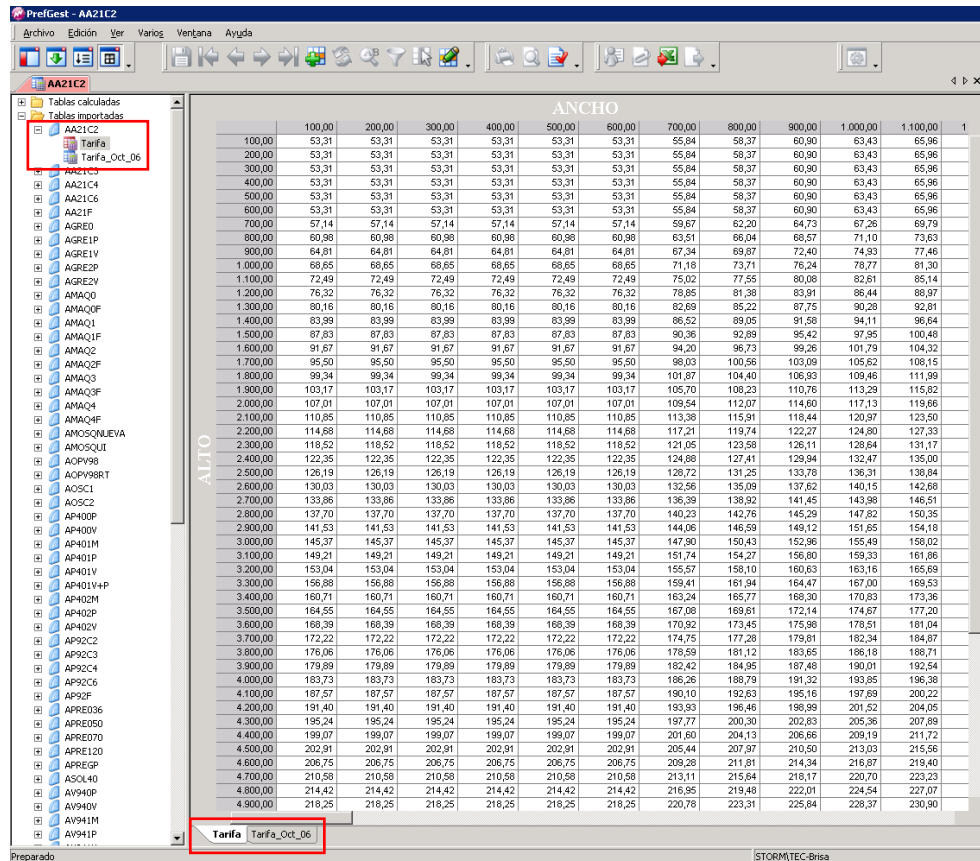 PrefGest - AA21C2
Archivo Edición Ver Varios Ventana Ayuda
AA21C2
Tablas calculadas
Tablas importadas
AA21C2
Tarifa
Tarifa_Oct_06
AA21C3
AA21C4
AA21C6
AA21F
AGRE0
AGRE1P
AGRE1V
AGRE2P
AGRE2V
AMAQ0
AMAQ0F
AMAQ1
AMAQ1F
AMAQ2
AMAQ2F
AMAQ3
AMAQ3F
AMAQ4
AMAQ4F
AMOSQNUEVA
AMOSQUI
AOPV98
AOPV98RT
AOSC1
AOSC2
AP400P
AP400V
AP401M
AP401P
AP401V
AP401V+P
AP402M
AP402P
AP402V
AP92C2
AP92C3
AP92C4
AP92C6
AP92F
APRE036
APRE050
APRE070
APRE120
APREGP
ASOL40
AV940P
AV940V
AV941M
AV941P
ANCHO
ALTO
100,00 200,00 300,00 400,00 500,00 600,00 700,00 800,00 900,00 1.000,00 1.100,00 1
100,00 53,31 53,31 53,31 53,31 53,31 53,31 55,84 58,37 60,90 63,43 65,96
200,00 53,31 53,31 53,31 53,31 53,31 53,31 55,84 58,37 60,90 63,43 65,96
300,00 53,31 53,31 53,31 53,31 53,31 53,31 55,84 58,37 60,90 63,43 65,96
400,00 53,31 53,31 53,31 53,31 53,31 53,31 55,84 58,37 60,90 63,43 65,96
500,00 53,31 53,31 53,31 53,31 53,31 53,31 55,84 58,37 60,90 63,43 65,96
600,00 53,31 53,31 53,31 53,31 53,31 53,31 55,84 58,37 60,90 63,43 65,96
700,00 57,14 57,14 57,14 57,14 57,14 57,14 59,67 62,20 64,73 67,26 69,79
800,00 60,98 60,98 60,98 60,98 60,98 60,98 63,51 66,04 68,57 71,10 73,63
900,00 64,81 64,81 64,81 64,81 64,81 64,81 67,34 69,87 72,40 74,93 77,46
1.000,00 68,65 68,65 68,65 68,65 68,65 68,65 71,18 73,71 76,24 78,77 81,30
1.100,00 72,49 72,49 72,49 72,49 72,49 72,49 75,02 77,55 80,08 82,61 85,14
1.200,00 76,32 76,32 76,32 76,32 76,32 76,32 78,85 81,38 83,91 86,44 88,97
1.300,00 80,16 80,16 80,16 80,16 80,16 80,16 82,69 85,22 87,75 90,28 92,81
1.400,00 83,99 83,99 83,99 83,99 83,99 83,99 86,52 89,05 91,58 94,11 96,64
1.500,00 87,83 87,83 87,83 87,83 87,83 87,83 90,36 92,89 95,42 97,95 100,48
1.600,00 91,67 91,67 91,67 91,67 91,67 91,67 94,20 96,73 99,26 101,79 104,32
1.700,00 95,50 95,50 95,50 95,50 95,50 95,50 98,03 100,56 103,09 105,62 108,15
1.800,00 99,34 99,34 99,34 99,34 99,34 99,34 101,87 104,40 106,93 109,46 111,99
1.900,00 103,17 103,17 103,17 103,17 103,17 103,17 105,70 108,23 110,76 113,29 115,82
2.000,00 107,01 107,01 107,01 107,01 107,01 107,01 109,54 112,07 114,60 117,13 119,66
2.100,00 110,85 110,85 110,85 110,85 110,85 110,85 113,38 115,91 118,44 120,97 123,50
2.200,00 114,68 114,68 114,68 114,68 114,68 114,68 117,21 119,74 122,27 124,80 127,33
2.300,00 118,52 118,52 118,52 118,52 118,52 118,52 121,05 123,58 126,11 128,64 131,17
2.400,00 122,35 122,35 122,35 122,35 122,35 122,35 124,88 127,41 129,94 132,47 135,00
2.500,00 126,19 126,19 126,19 126,19 126,19 126,19 128,72 131,25 133,78 136,31 138,84
2.600,00 130,03 130,03 130,03 130,03 130,03 130,03 132,56 135,09 137,62 140,15 142,68
2.700,00 133,86 133,86 133,86 133,86 133,86 133,86 136,39 138,92 141,45 143,98 146,51
2.800,00 137,70 137,70 137,70 137,70 137,70 137,70 140,23 142,76 145,29 147,82 150,35
2.900,00 141,53 141,53 141,53 141,53 141,53 141,53 144,06 146,59 149,12 151,65 154,18
3.000,00 145,37 145,37 145,37 145,37 145,37 145,37 147,90 150,43 152,96 155,49 158,02
3.100,00 149,21 149,21 149,21 149,21 149,21 149,21 151,74 154,27 156,80 159,33 161,86
3.200,00 153,04 153,04 153,04 153,04 153,04 153,04 155,57 158,10 160,63 163,16 165,69
3.300,00 156,88 156,88 156,88 156,88 156,88 156,88 159,41 161,94 164,47 167,00 169,53
3.400,00 160,71 160,71 160,71 160,71 160,71 160,71 163,24 165,77 168,30 170,83 173,36
3.500,00 164,55 164,55 164,55 164,55 164,55 164,55 167,08 169,61 172,14 174,67 177,20
3.600,00 168,39 168,39 168,39 168,39 168,39 168,39 170,92 173,45 175,98 178,51 181,04
3.700,00 172,22 172,22 172,22 172,22 172,22 172,22 174,75 177,28 179,81 182,34 184,87
3.800,00 176,06 176,06 176,06 176,06 176,06 176,06 178,59 181,12 183,65 186,18 188,71
3.900,00 179,89 179,89 179,89 179,89 179,89 179,89 182,42 184,95 187,48 190,01 192,54
4.000,00 183,73 183,73 183,73 183,73 183,73 183,73 186,26 188,79 191,32 193,85 196,38
4.100,00 187,57 187,57 187,57 187,57 187,57 187,57 190,10 192,63 195,16 197,69 200,22
4.200,00 191,40 191,40 191,40 191,40 191,40 191,40 193,93 196,46 198,99 201,52 204,05
4.300,00 195,24 195,24 195,24 195,24 195,24 195,24 197,77 200,30 202,83 205,36 207,89
4.400,00 199,07 199,07 199,07 199,07 199,07 199,07 201,60 204,13 206,66 209,19 211,72
4.500,00 202,91 202,91 202,91 202,91 202,91 202,91 205,44 207,97 210,50 213,03 215,56
4.600,00 206,75 206,75 206,75 206,75 206,75 206,75 209,28 211,81 214,34 216,87 219,40
4.700,00 210,58 210,58 210,58 210,58 210,58 210,58 213,11 215,64 218,17 220,70 223,23
4.800,00 214,42 214,42 214,42 214,42 214,42 214,42 216,95 219,48 222,01 224,54 227,07
4.900,00 218,25 218,25 218,25 218,25 218,25 218,25 220,78 223,31 225,84 228,37 230,90
Tarifa Tarifa_Oct_06
Preparado STORM\TEC-Brisa